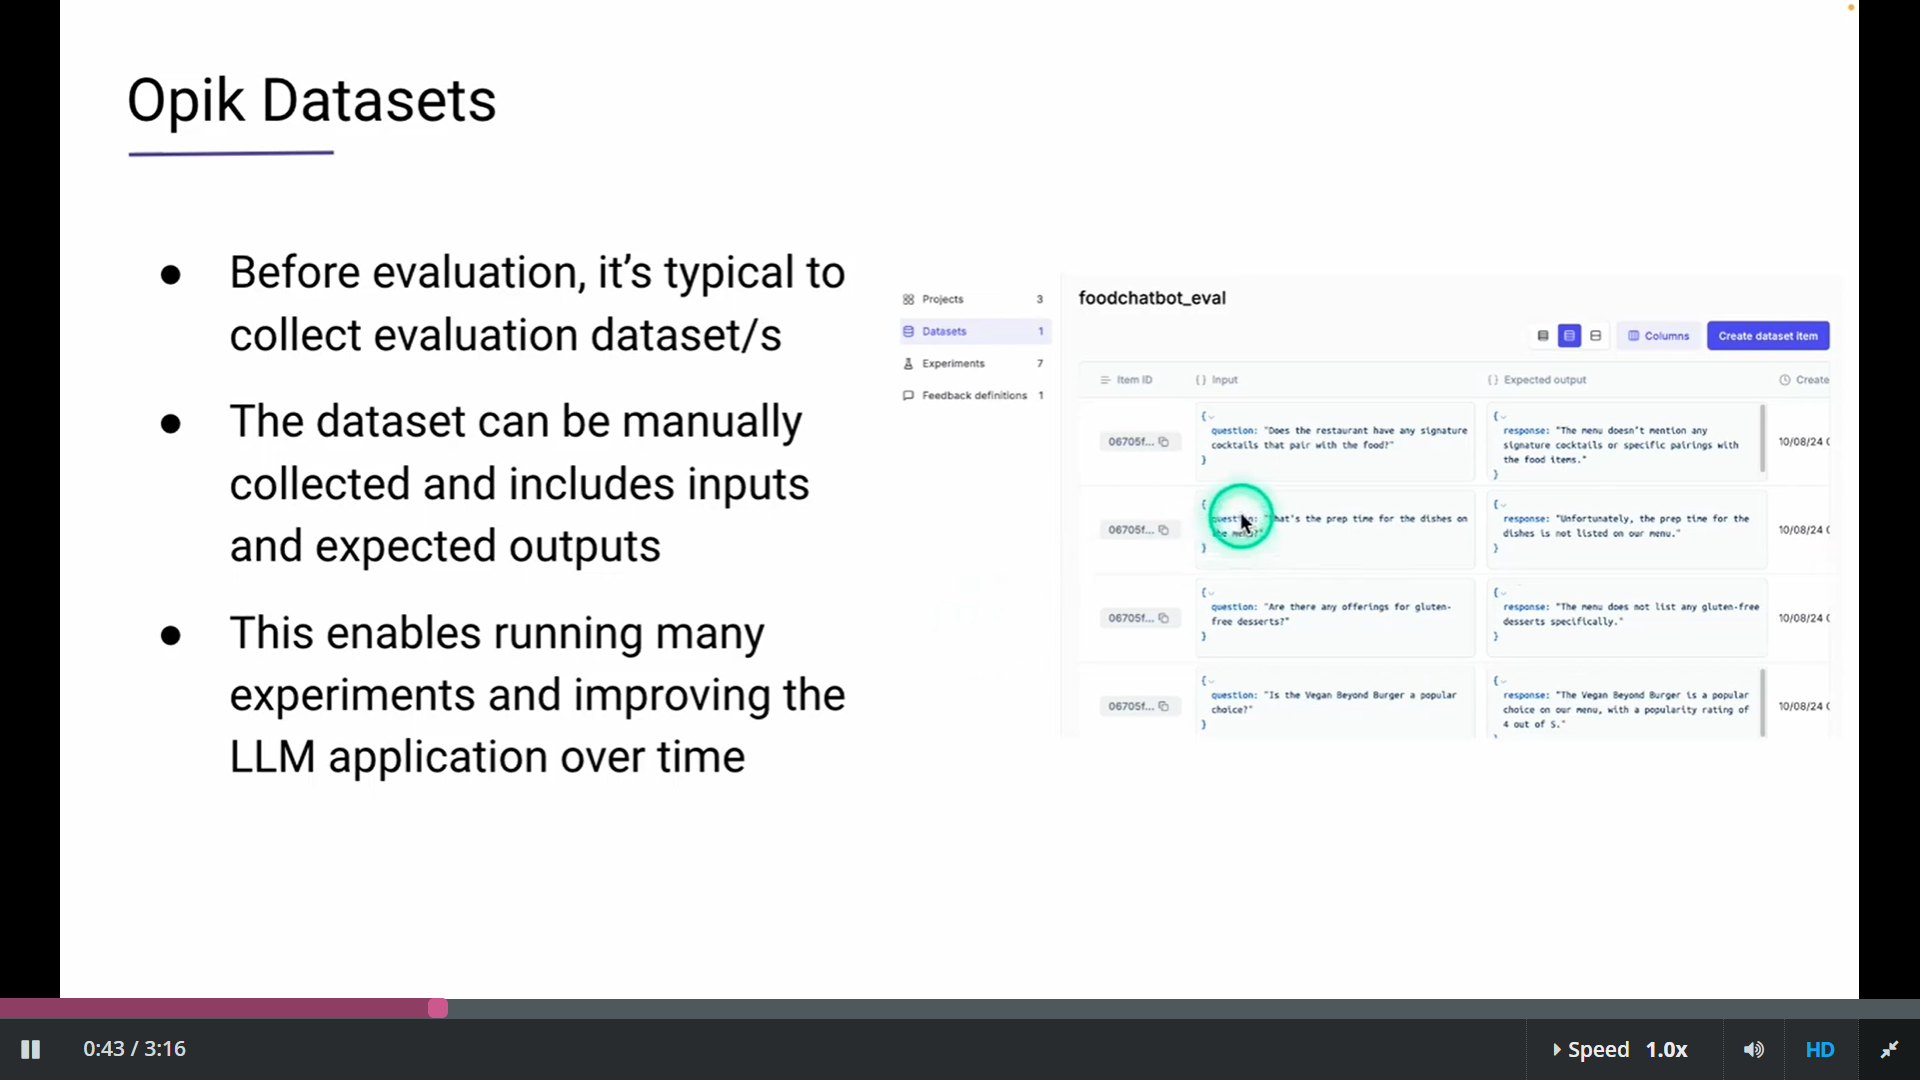 Opik Datasets
● Before evaluation, it’s typical to
collect evaluation dataset/s
● The dataset can be manually
collected and includes inputs
and expected outputs
● This enables running many
experiments and improving the
LLM application over time
Projects 3
Datasets 1
Experiments 7
Feedback definitions 1
foodchatbot_eval
Columns
Create dataset item
Item ID
{} Input
{} Expected output
Create
06705f...
{
question: "Does the restaurant have any signature
cocktails that pair with the food?"
}
{
response: "The menu doesn't mention any
signature cocktails or specific pairings with
the food items."
}
10/08/24 0
06705f...
{
question: "What's the prep time for the dishes on
the menu?"
}
{
response: "Unfortunately, the prep time for the
dishes is not listed on our menu."
}
10/08/24 0
06705f...
{
question: "Are there any offerings for gluten-
free desserts?"
}
{
response: "The menu does not list any gluten-free
desserts specifically."
}
10/08/24 0
06705f...
{
question: "Is the Vegan Beyond Burger a popular
choice?"
}
{
response: "The Vegan Beyond Burger is a popular
choice on our menu, with a popularity rating of
4 out of 5."
10/08/24 0
0:43 / 3:16
Speed 1.0x
HD